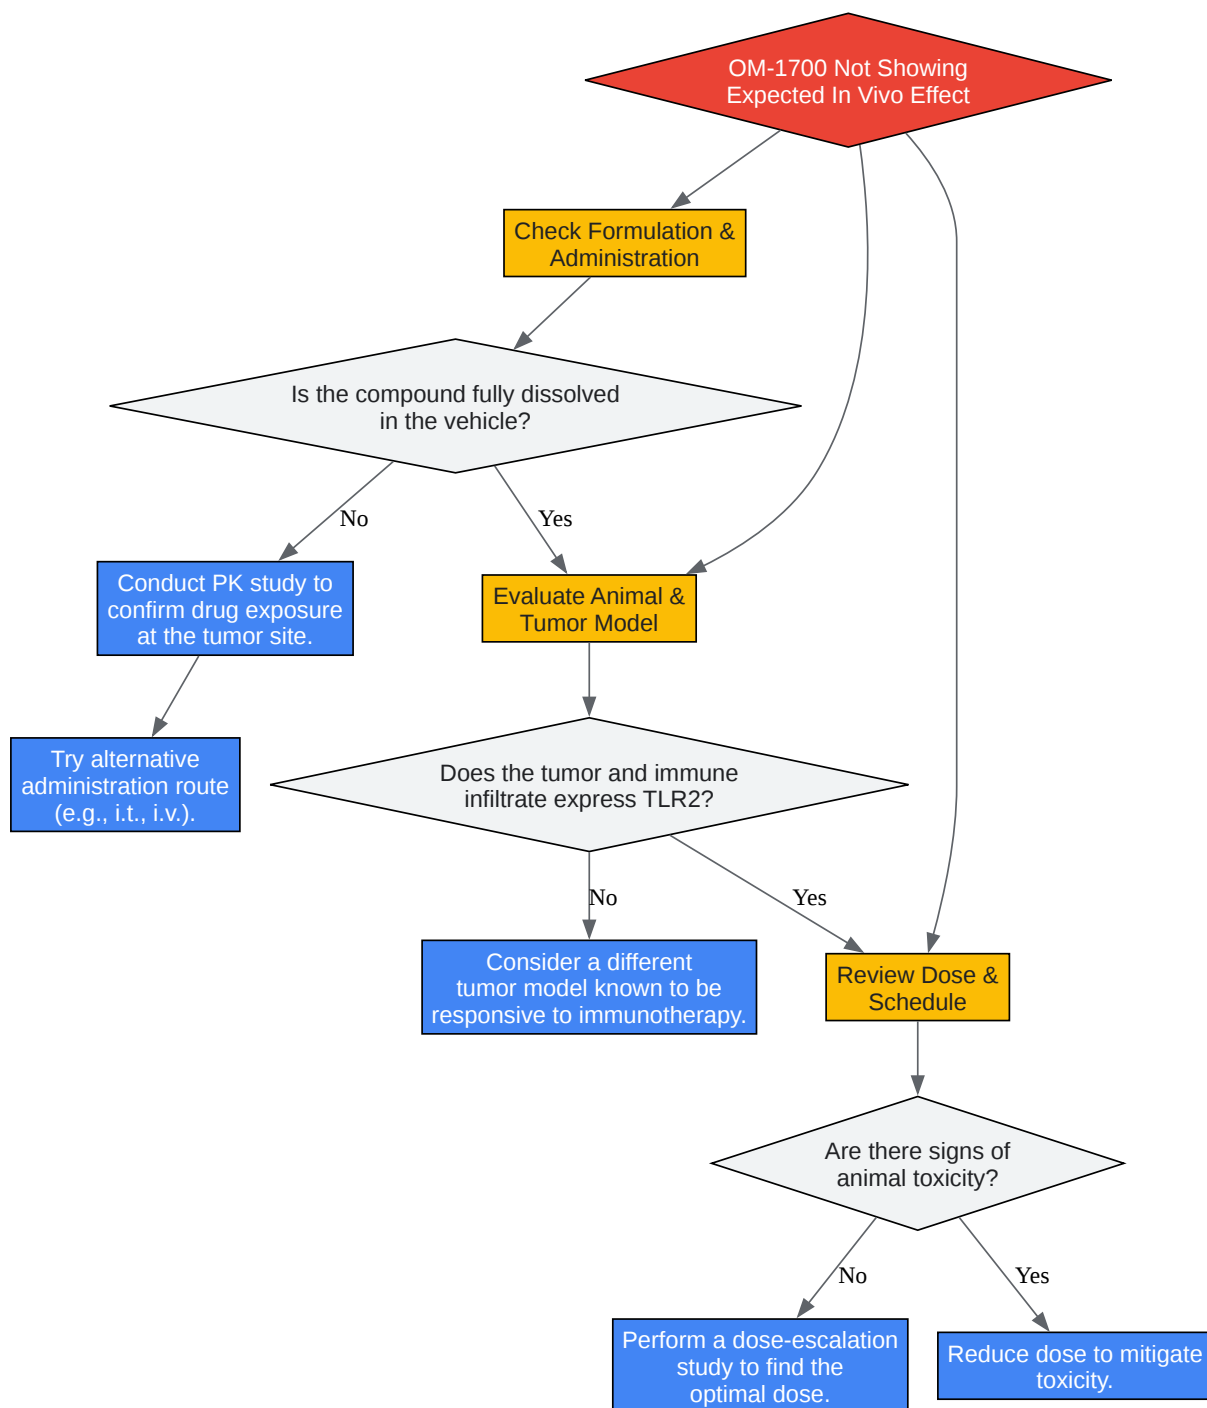 OM-1700 Not Showing
Expected In Vivo Effect
Check Formulation &
Administration
Is the compound fully dissolved
in the vehicle?
No
Yes
Conduct PK study to
confirm drug exposure
at the tumor site.
Evaluate Animal &
Tumor Model
Try alternative
administration route
(e.g., i.t., i.v.).
Does the tumor and immune
infiltrate express TLR2?
No
Yes
Consider a different
tumor model known to be
responsive to immunotherapy.
Review Dose &
Schedule
Are there signs of
animal toxicity?
No
Yes
Perform a dose-escalation
study to find the
optimal dose.
Reduce dose to mitigate
toxicity.